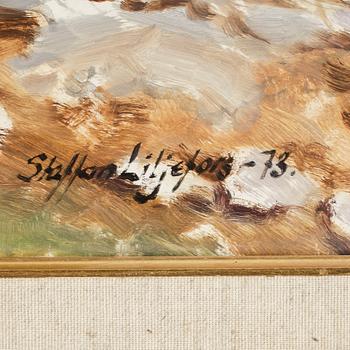 Staffan Liljefors -73.